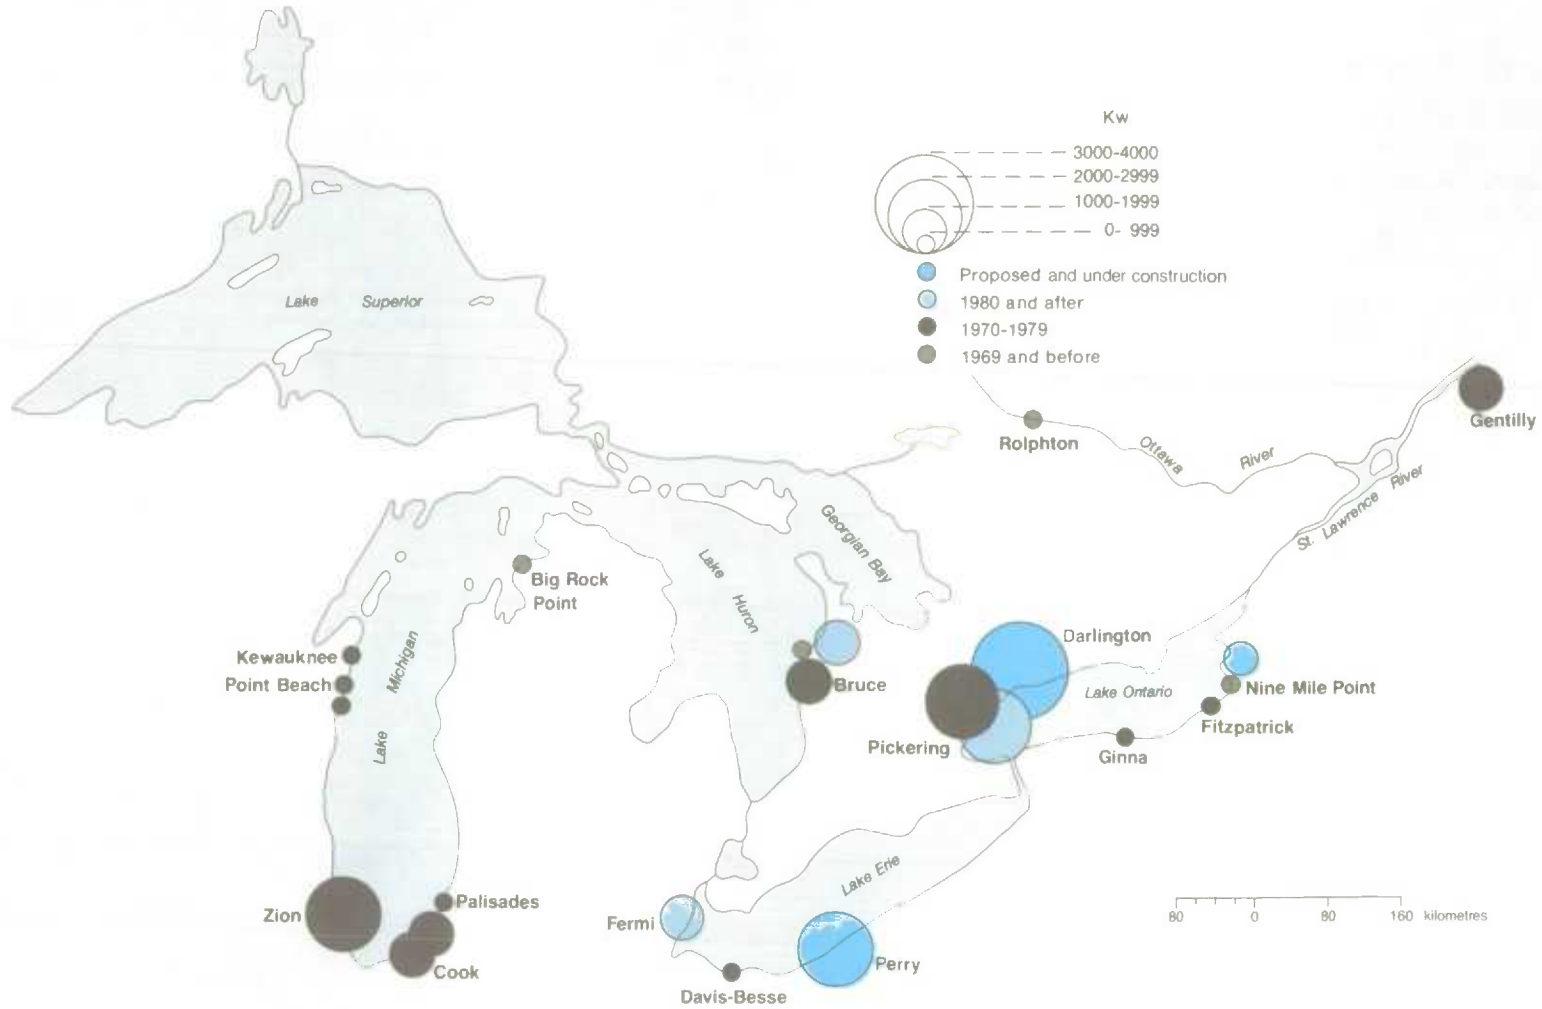 Kw
3000-4000
2000-2999
1000-1999
0- 999
Proposed and under construction
1980 and after
1970-1979
1969 and before
Lake Superior
Gentilly
Rolphton
Ottawa River
St. Lawrence River
Georgian Bay
Lake Huron
Big Rock
Point
Lake Michigan
Kewauknee
Point Beach
Darlington
Bruce
Lake Ontario
Nine Mile Point
Fitzpatrick
Pickering
Ginna
Lake Erie
Zion
Palisades
Cook
Fermi
Perry
Davis-Besse
80 0 80 160 kilometres